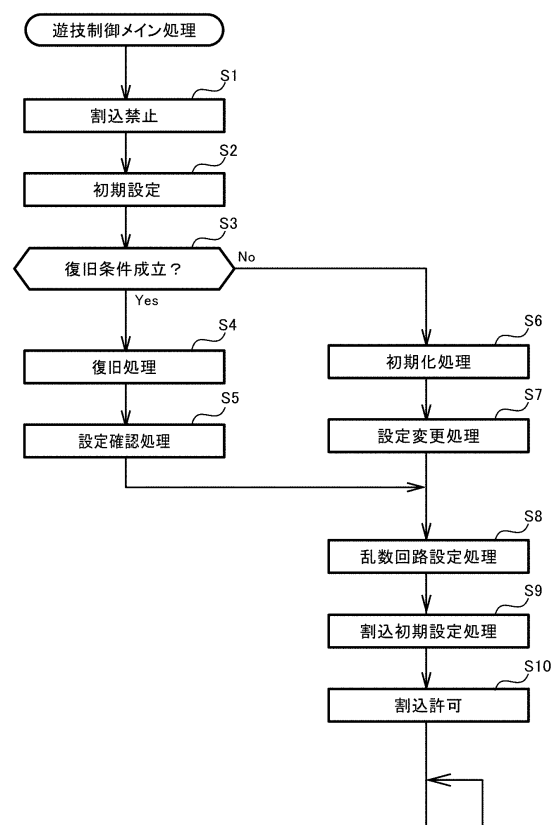 遊技制御メイン処理
S1
割込禁止
S2
初期設定
S3
復旧条件成立？
No
Yes
S4
復旧処理
S5
設定確認処理
S6
初期化処理
S7
設定変更処理
S8
乱数回路設定処理
S9
割込初期設定処理
S10
割込許可